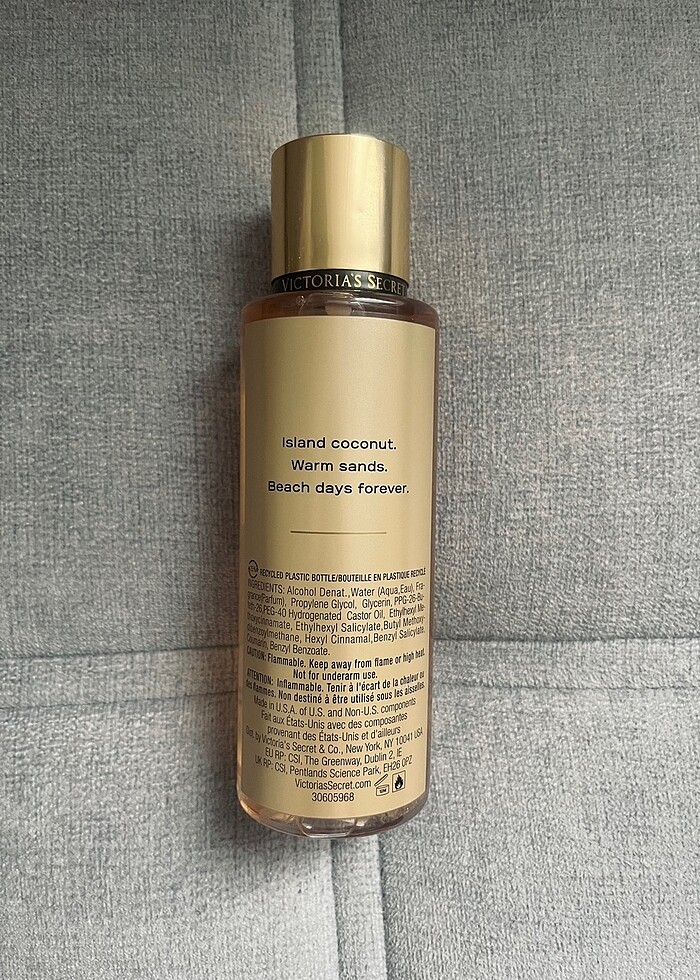 VICTORIA'S SECRET
Island coconut.
Warm sands.
Beach days forever.
RECYCLED PLASTIC BOTTLE/BOUTEILLE EN PLASTIQUE RECYCLÉ
INGREDIENTS: Alcohol Denat.,Water (Aqua,Eau), Fra-
grance(Parfum), Propylene Glycol, Glycerin, PPG-26-Bu-
teth-26,PEG-40 Hydrogenated Castor Oil, Ethylhexyl Me-
thoxycinnamate, Ethylhexyl Salicylate,Butyl Methoxy-
dibenzoylmethane, Hexyl Cinnamal,Benzyl Salicylate,
Coumarin, Benzyl Benzoate.
CAUTION: Flammable. Keep away from flame or high heat.
Not for underarm use.
ATTENTION: Inflammable. Tenir à l'écart de la chaleur ou
des flammes. Non destiné à être utilisé sous les aisselles.
Made in U.S.A. of U.S. and Non-U.S. components
Fait aux États-Unis avec des composantes
provenant des États-Unis et d'ailleurs
Dist. by Victoria's Secret & Co., New York, NY 10041 USA
EU RP: CSI, The Greenway, Dublin 2, IE
UK RP: CSI, Pentlands Science Park, EH26 0PZ
VictoriasSecret.com
30605968